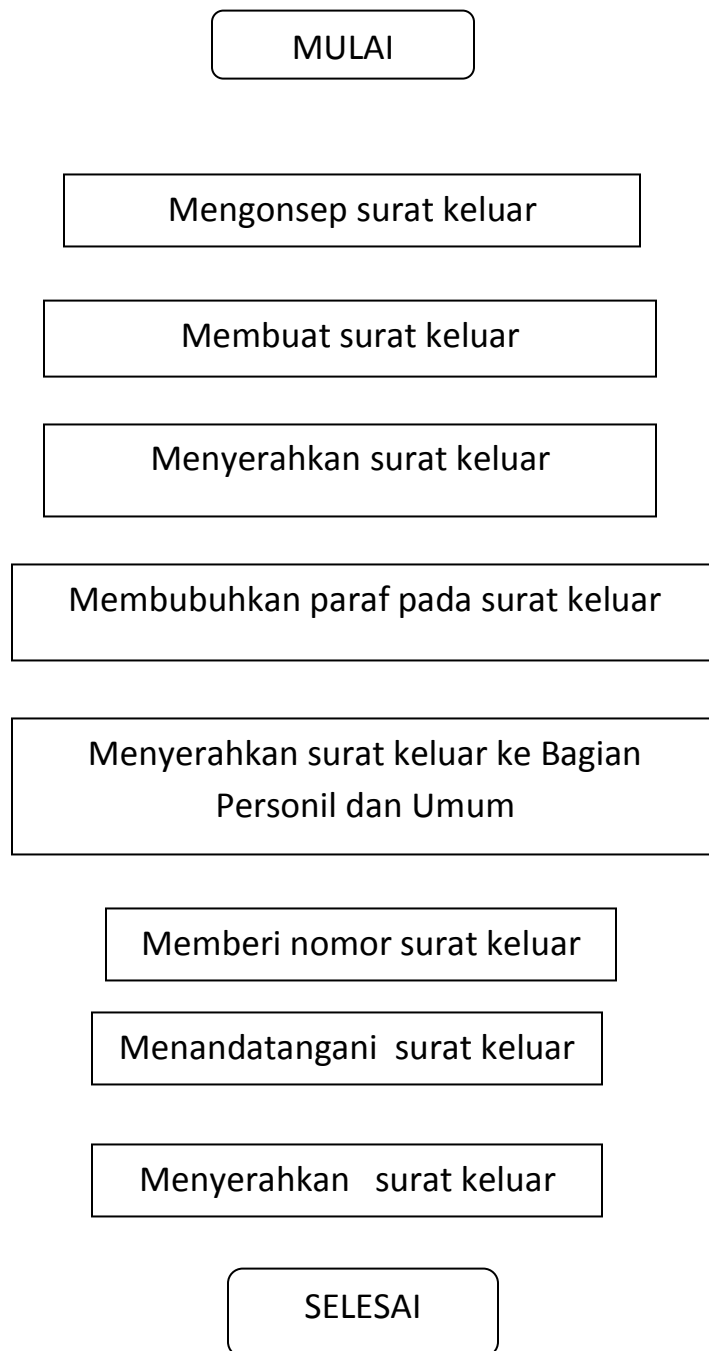 MULAI
Mengonsep surat keluar
Membuat surat keluar
Menyerahkan surat keluar
Membubuhkan paraf pada surat keluar
Menyerahkan surat keluar ke Bagian
Personil dan Umum
Memberi nomor surat keluar
Menandatangani  surat keluar
Menyerahkan   surat keluar
SELESAI